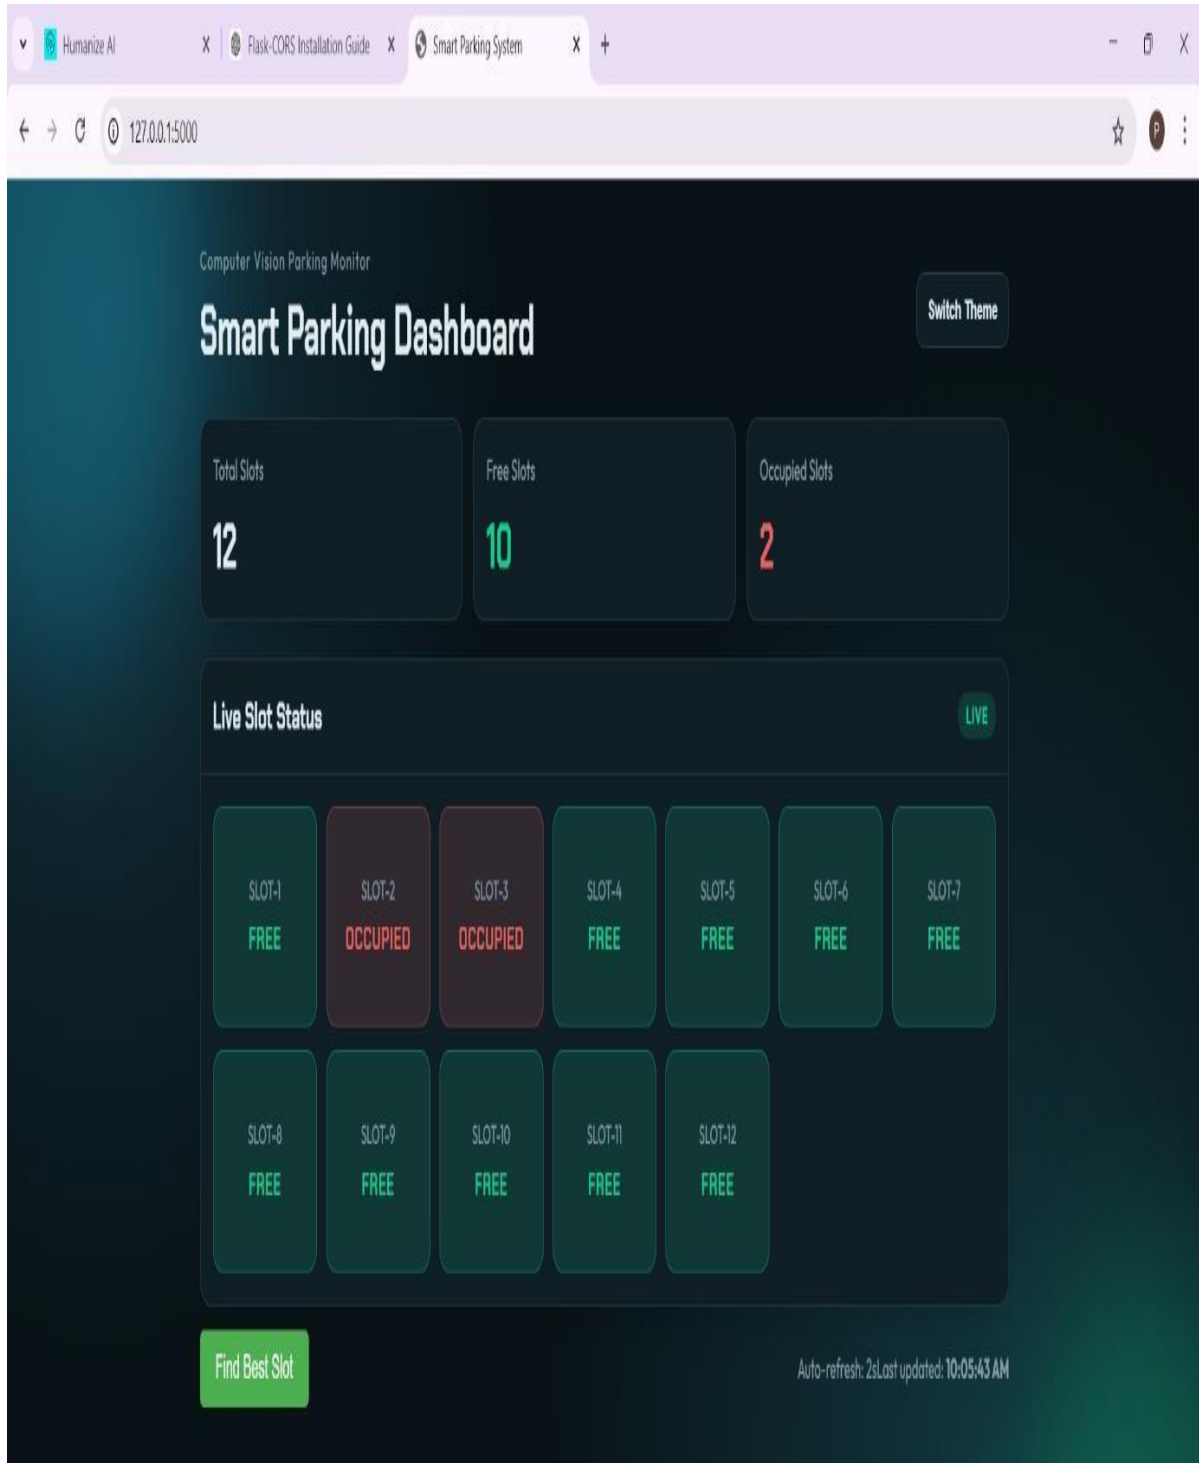 Humanize AI
Flask-CORS Installation Guide
Smart Parking System
127.0.0.1:5000
P
Computer Vision Parking Monitor
Smart Parking Dashboard
Switch Theme
Total Slots
12
Free Slots
10
Occupied Slots
2
Live Slot Status
LIVE
SLOT-1
FREE
SLOT-2
OCCUPIED
SLOT-3
OCCUPIED
SLOT-4
FREE
SLOT-5
FREE
SLOT-6
FREE
SLOT-7
FREE
SLOT-8
FREE
SLOT-9
FREE
SLOT-10
FREE
SLOT-11
FREE
SLOT-12
FREE
Find Best Slot
Auto-refresh: 2sLast updated: 10:05:43 AM